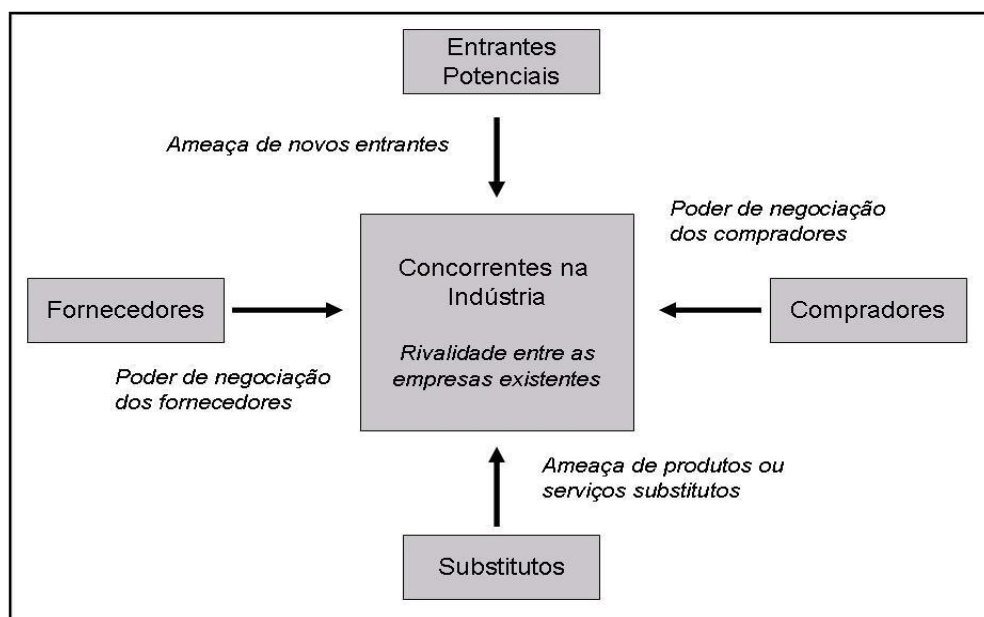 Entrantes
Potenciais
Ameaça de novos entrantes
Poder de negociação
dos compradores
Concorrentes na
Indústria
Fornecedores
Compradores
Rivalidade entre as
empresas existentes
Poder de negociação
dos fornecedores
Ameaça de produtos ou
serviços substitutos
Substitutos